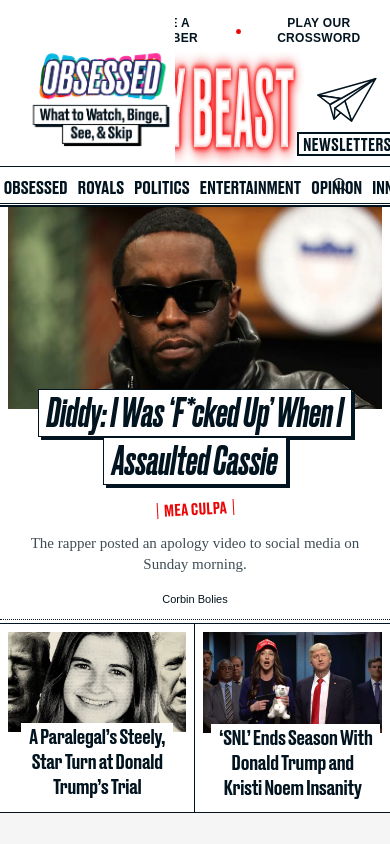 E A
BER
PLAY OUR
CROSSWORD
OBSESSED
What to Watch, Binge,
See, & Skip
Y BEAST
NEWSLETTERS
OBSESSED ROYALS POLITICS ENTERTAINMENT OPINION INN
Diddy: I Was ‘F*cked Up’ When I
Assaulted Cassie
MEA CULPA
The rapper posted an apology video to social media on
Sunday morning.
Corbin Bolies
A Paralegal’s Steely,
Star Turn at Donald
Trump’s Trial
‘SNL’ Ends Season With
Donald Trump and
Kristi Noem Insanity